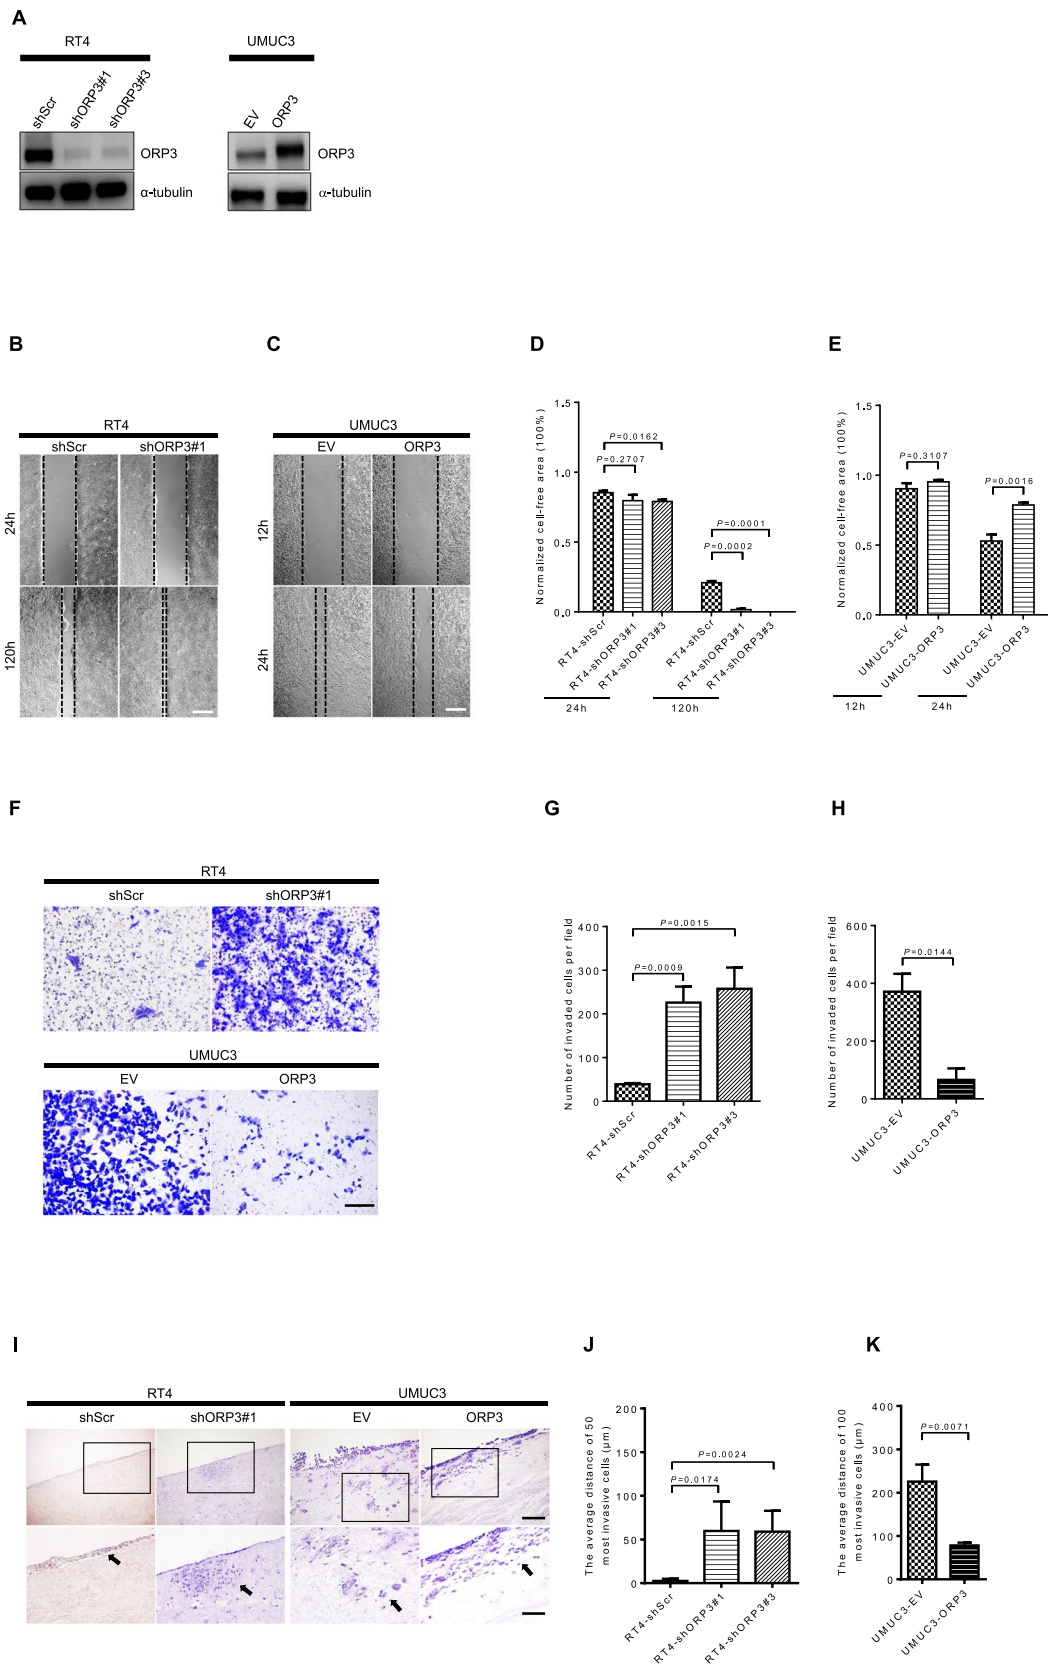 A
RT4
UMUC3
shScr
shORP3#1
shORP3#3
EV
ORP3
ORP3
ORP3
α-tubulin
α-tubulin
B
C
D
E
RT4
shScr
shORP3#1
24h
120h
UMUC3
EV
ORP3
12h
24h
Normalized cell-free area (100%)
1.5
1.0
0.5
0.0
P=0.0162
P=0.2707
P=0.0001
P=0.0002
RT4-shScr
RT4-shORP3#1
RT4-shORP3#3
RT4-shScr
RT4-shORP3#1
RT4-shORP3#3
24h
120h
Normalized cell-free area (100%)
1.5
1.0
0.5
0.0
P=0.3107
P=0.0016
UMUC3-EV
UMUC3-ORP3
UMUC3-EV
UMUC3-ORP3
12h
24h
F
G
H
RT4
shScr
shORP3#1
UMUC3
EV
ORP3
Number of invaded cells per field
400
300
200
100
0
P=0.0015
P=0.0009
RT4-shScr
RT4-shORP3#1
RT4-shORP3#3
Number of invaded cells per field
600
400
200
0
P=0.0144
UMUC3-EV
UMUC3-ORP3
I
J
K
RT4
UMUC3
shScr
shORP3#1
EV
ORP3
The average distance of 50
most invasive cells (μm)
200
150
100
50
0
P=0.0024
P=0.0174
RT4-shScr
RT4-shORP3#1
RT4-shORP3#3
The average distance of 100
most invasive cells (μm)
400
300
200
100
0
P=0.0071
UMUC3-EV
UMUC3-ORP3